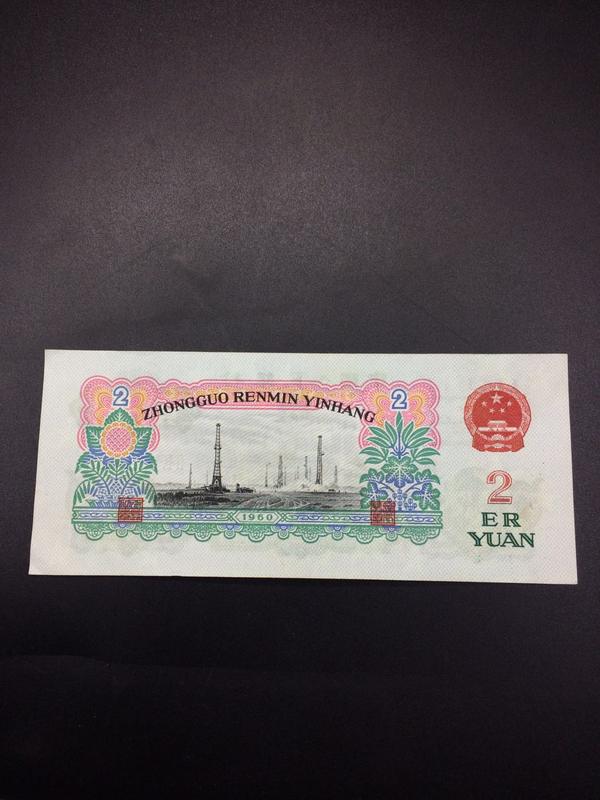 2
2
ZHONGGUO RENMIN YINHANG
1960
2
ER
YUAN